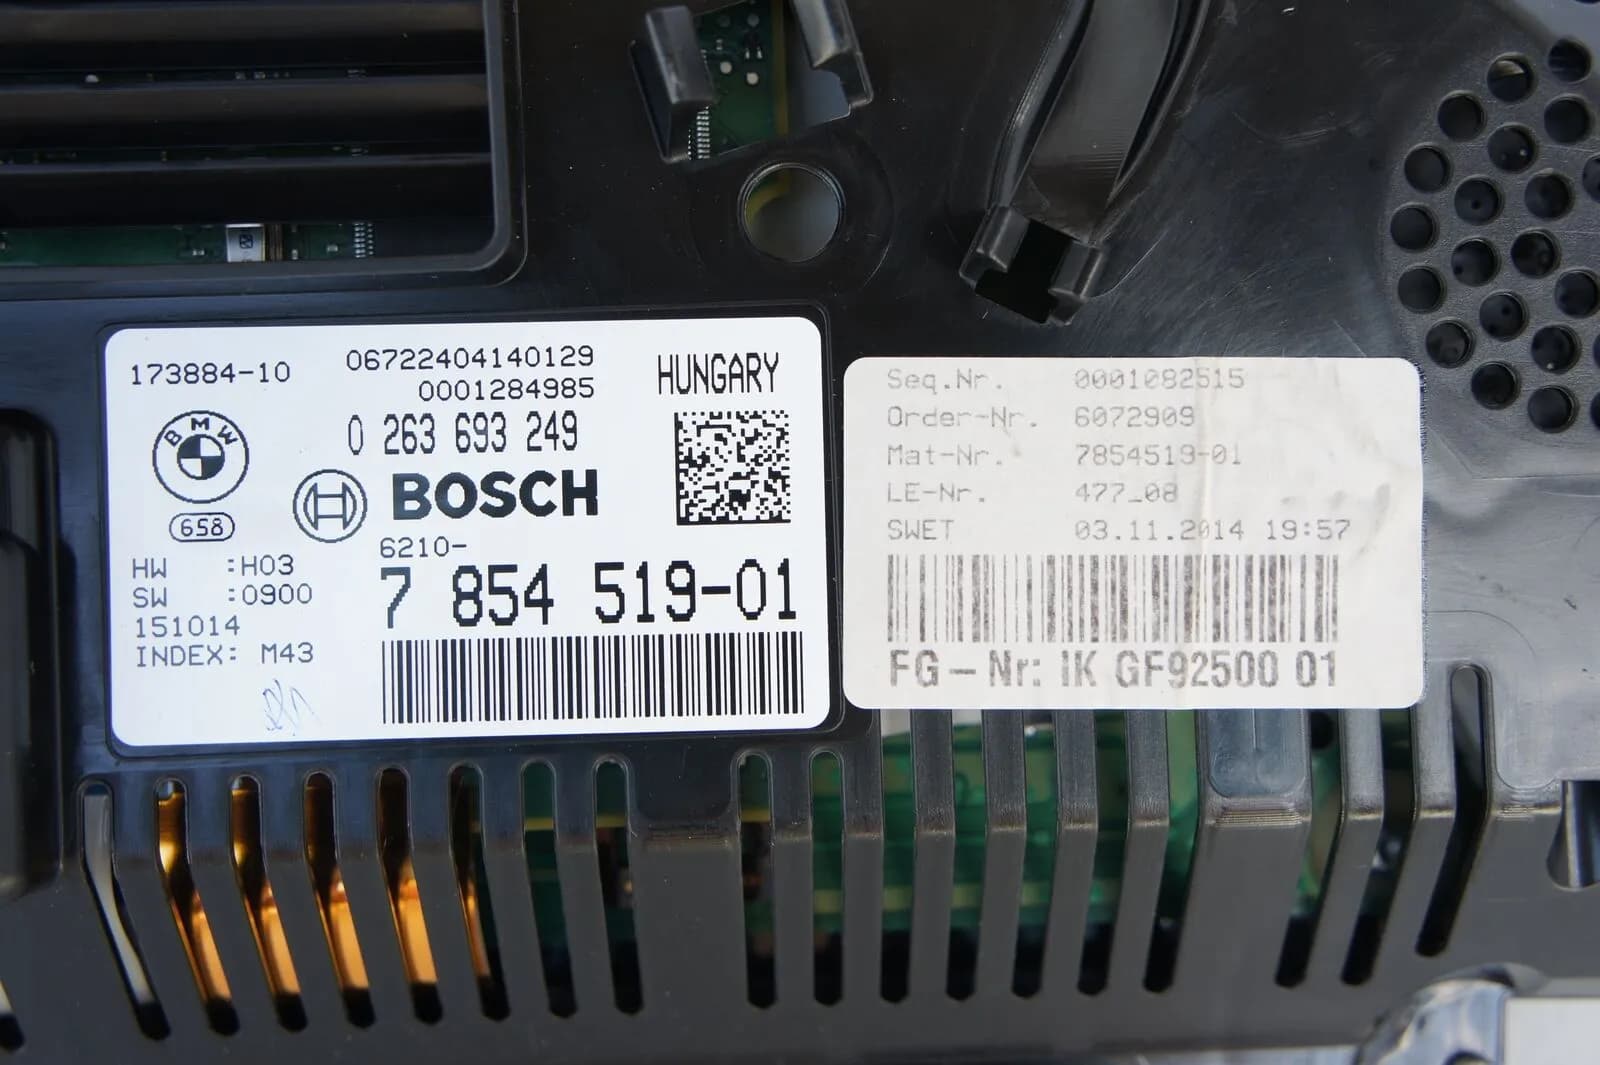 173884-10
06722404140129
0001284985
HUNGARY
0 263 693 249
BMW
BOSCH
658
6210-
7 854 519-01
HW :H03
SW :0900
151014
INDEX: M43
Seq.Nr. 0001082515
Order-Nr. 6072909
Mat-Nr. 7854519-01
LE-Nr. 477_08
SWET 03.11.2014 19:57
FG-Nr: IK GF92500 01